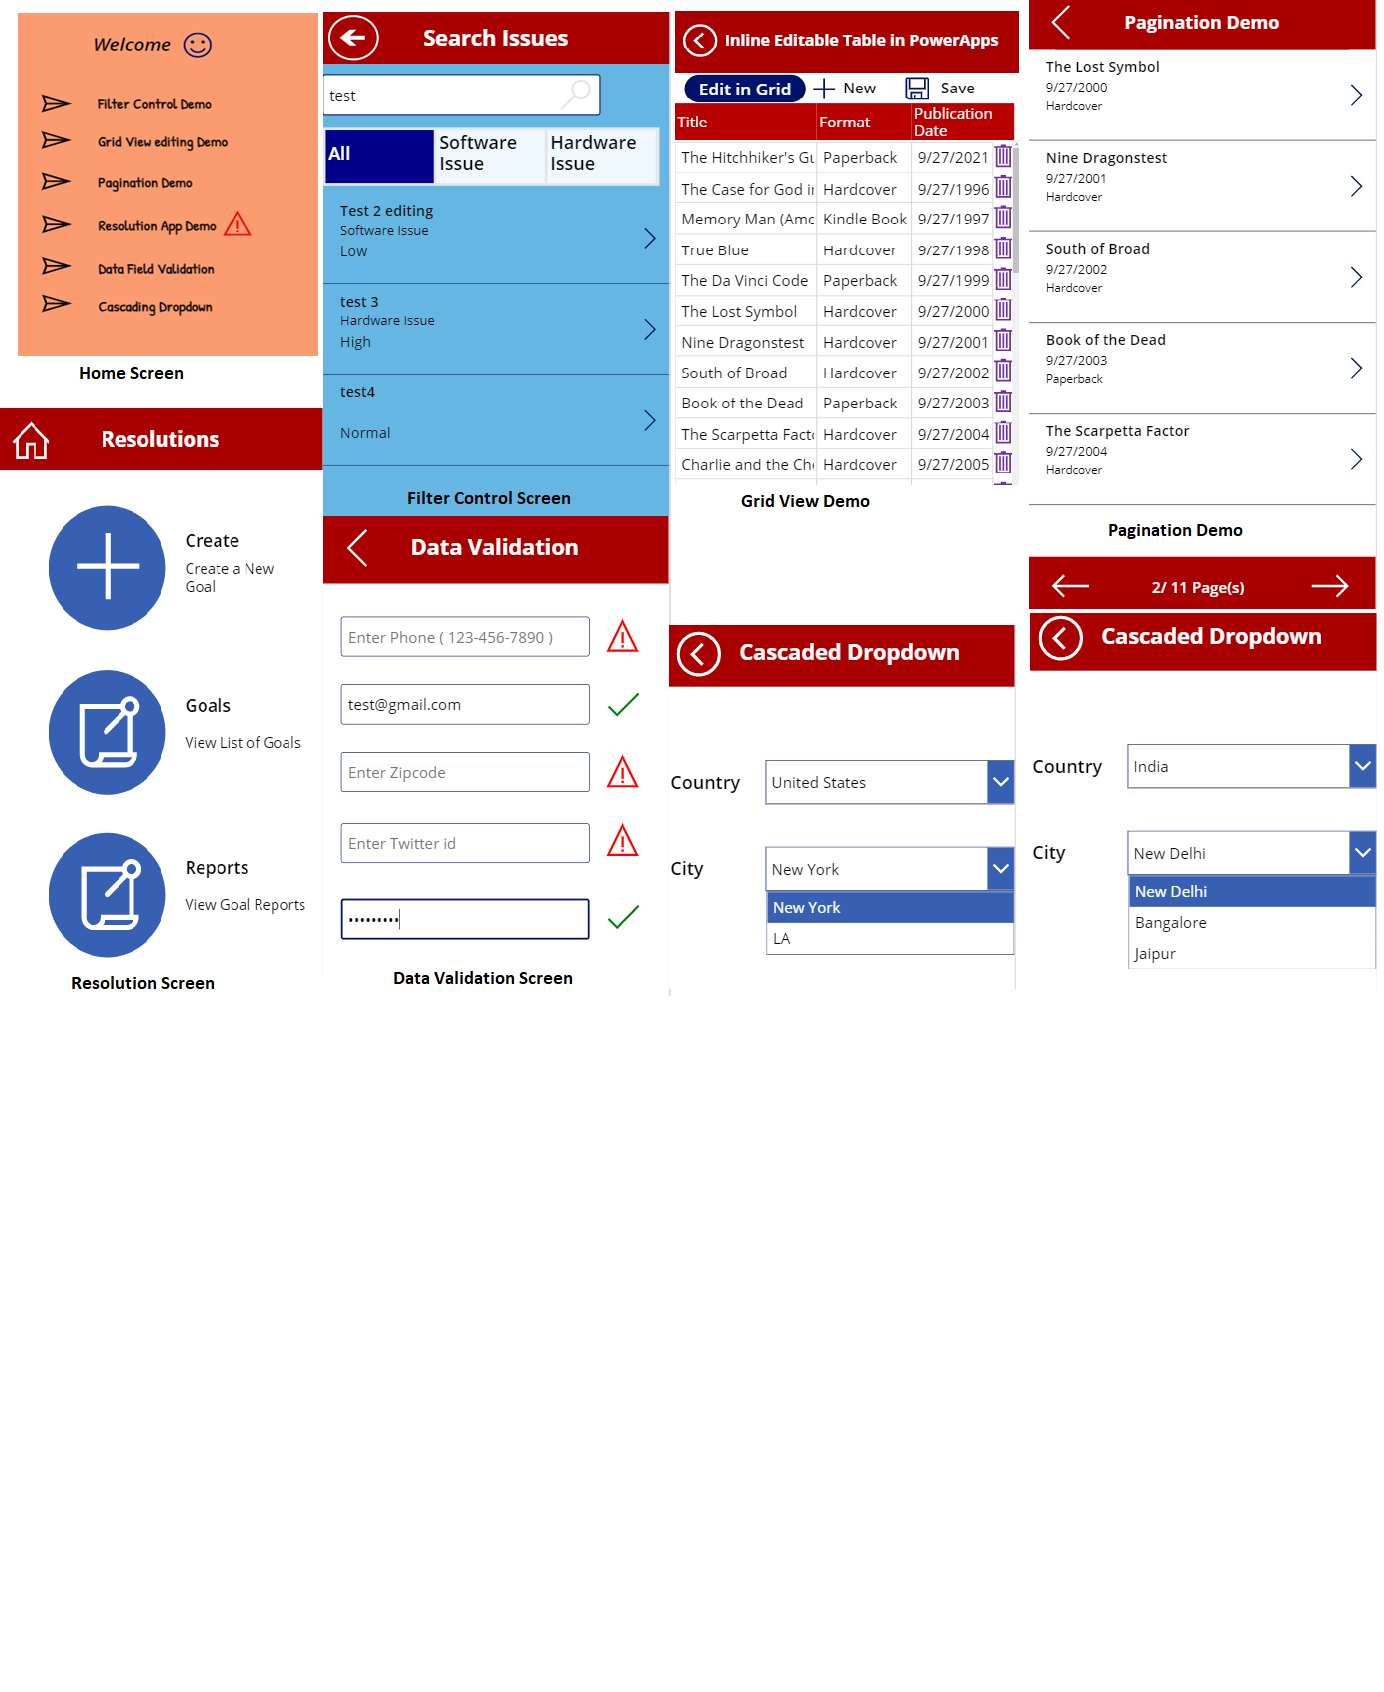 Welcome
Filter Control Demo
Grid View editing Demo
Pagination Demo
Resolution App Demo
Data Field Validation
Cascading Dropdown
Home Screen
Search Issues
test
All
Software
Issue
Hardware
Issue
Test 2 editing
Software Issue
Low
test 3
Hardware Issue
High
test4
Normal
Filter Control Screen
Inline Editable Table in PowerApps
Edit in Grid New Save
Title Format Publication
Date
The Hitchhiker's Gu Paperback 9/27/2021
The Case for God in Hardcover 9/27/1996
Memory Man (Amo Kindle Book 9/27/1997
True Blue Hardcover 9/27/1998
The Da Vinci Code Paperback 9/27/1999
The Lost Symbol Hardcover 9/27/2000
Nine Dragonstest Hardcover 9/27/2001
South of Broad Hardcover 9/27/2002
Book of the Dead Paperback 9/27/2003
The Scarpetta Facto Hardcover 9/27/2004
Charlie and the Cho Hardcover 9/27/2005
Grid View Demo
Pagination Demo
The Lost Symbol
9/27/2000
Hardcover
Nine Dragonstest
9/27/2001
Hardcover
South of Broad
9/27/2002
Hardcover
Book of the Dead
9/27/2003
Paperback
The Scarpetta Factor
9/27/2004
Hardcover
Pagination Demo
2/ 11 Page(s)
Resolutions
Create
Create a New
Goal
Goals
View List of Goals
Reports
View Goal Reports
Resolution Screen
Data Validation
Enter Phone ( 123-456-7890 )
test@gmail.com
Enter Zipcode
Enter Twitter id
Data Validation Screen
Cascaded Dropdown
Country United States
City New York
New York
LA
Cascaded Dropdown
Country India
City New Delhi
New Delhi
Bangalore
Jaipur